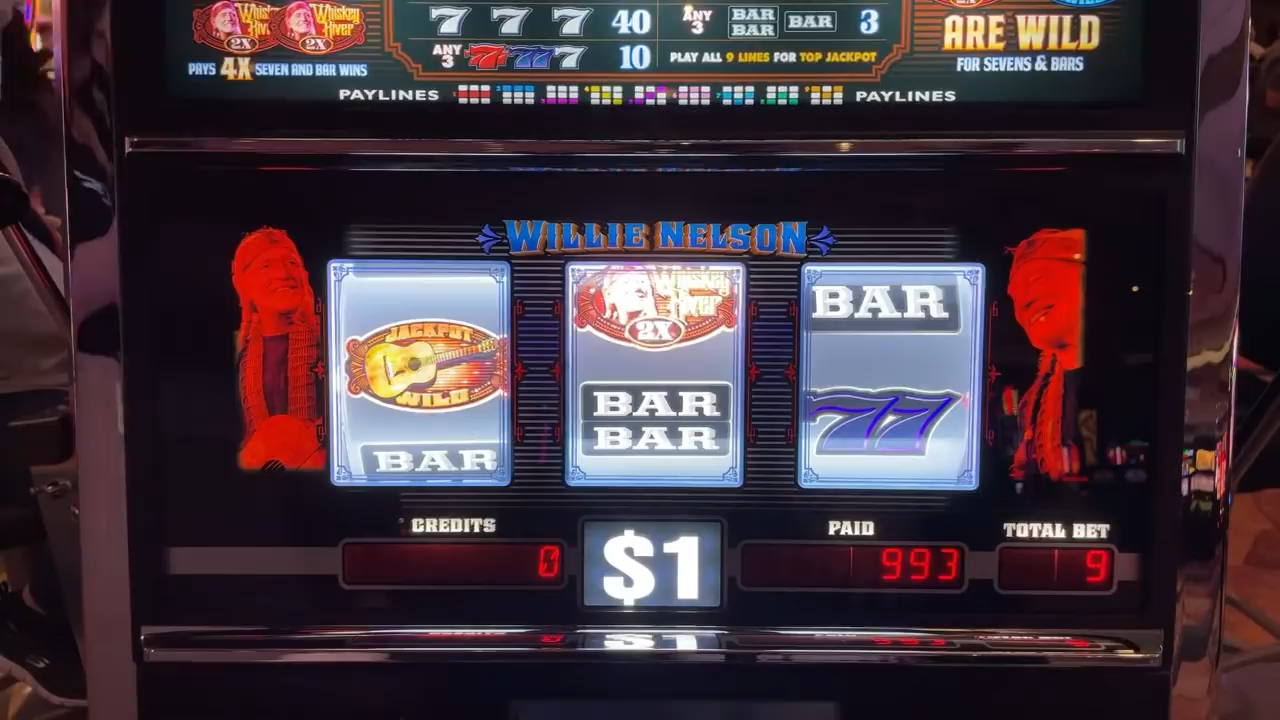 Whiskey River 2X Whiskey River 2X
PAYS 4X SEVEN AND BAR WINS
7 7 7 40
ANY 3 BAR BAR BAR 3
ANY 3 7 77 7 10
PLAY ALL 9 LINES FOR TOP JACKPOT
ARE WILD
FOR SEVENS & BARS
PAYLINES PAYLINES
WILLIE NELSON
JACKPOT
WILD
BAR
Whiskey River
2X
BAR
BAR
BAR
77
CREDITS
0
$1
PAID
993
TOTAL BET
9